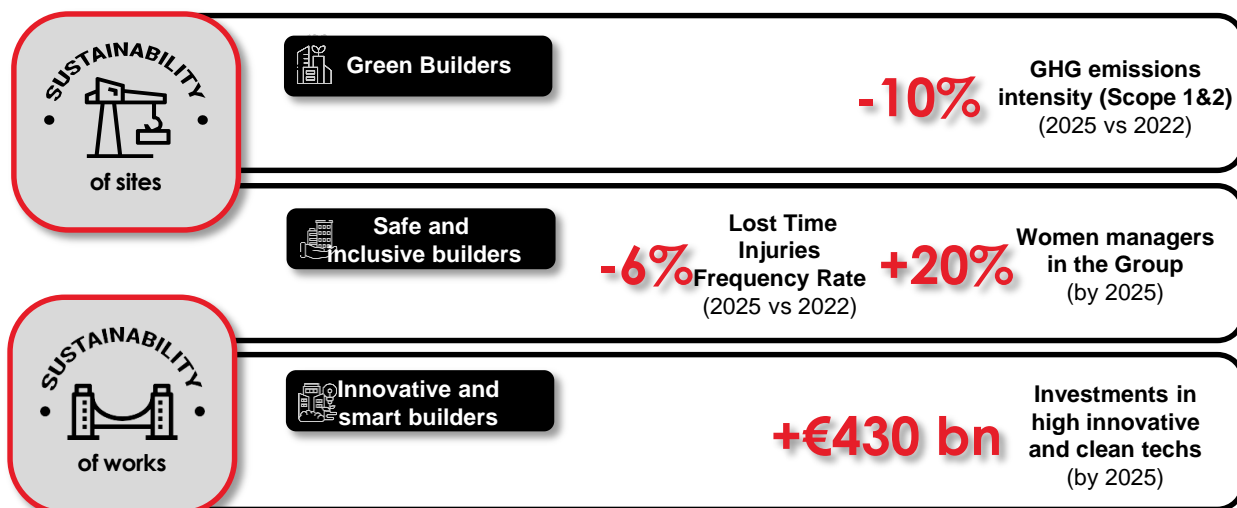 SUSTAINABILITY
of sites
Green Builders
-10%
GHG emissions
intensity (Scope 1&2)
(2025 vs 2022)
Safe and
inclusive builders
-6%
Lost Time
Injuries
Frequency Rate
(2025 vs 2022)
+20%
Women managers
in the Group
(by 2025)
SUSTAINABILITY
of works
Innovative and
smart builders
+€430 bn
Investments in
high innovative
and clean techs
(by 2025)